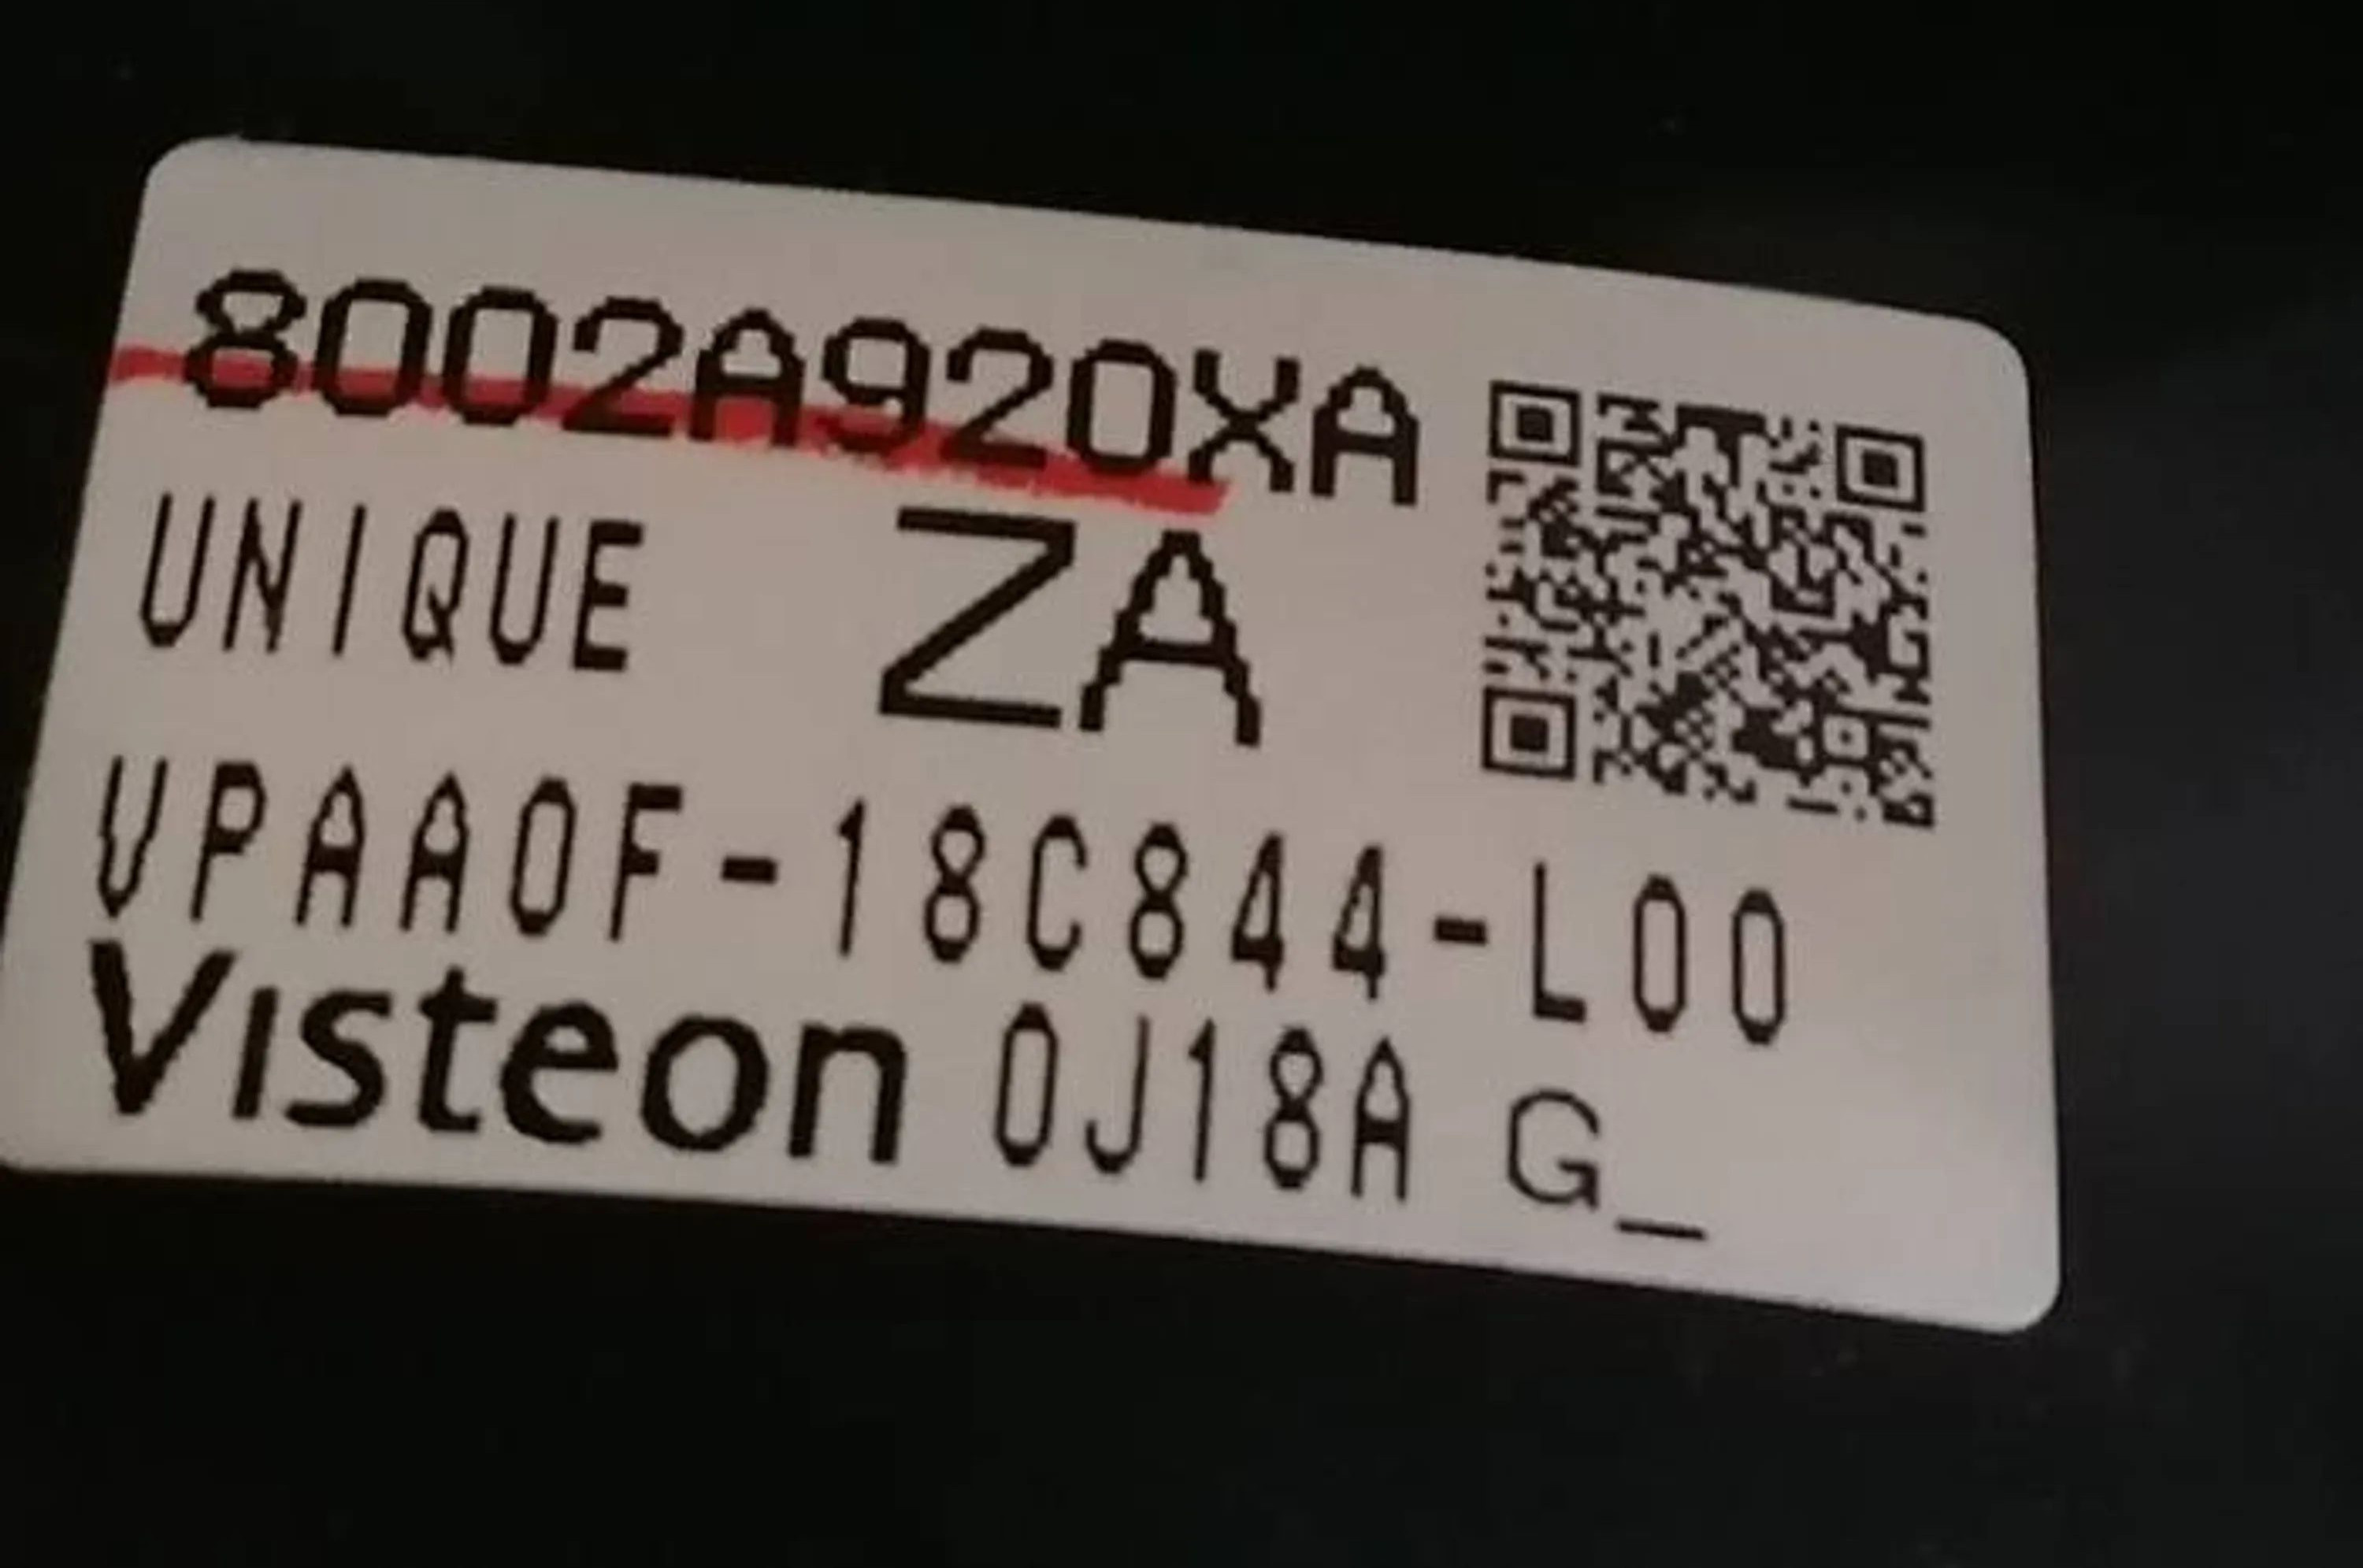 8002A920XA
UNIQUE ZA
VPAA0F-18C844-L00
Visteon 0J18A G_